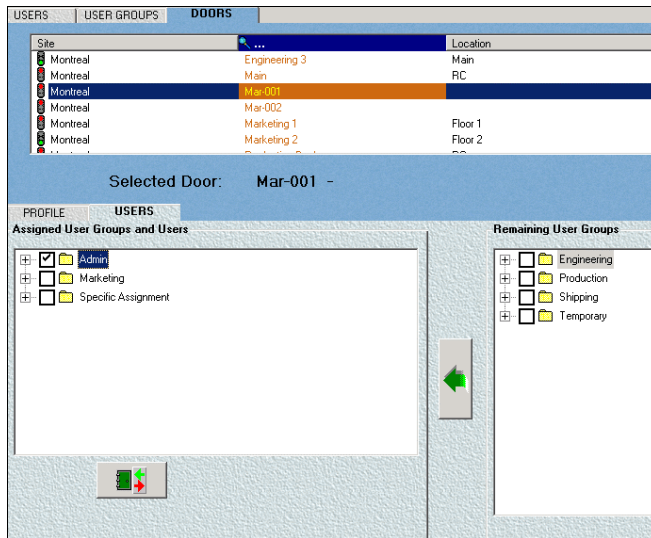 USERS USER GROUPS DOORS
Site ... Location
Montreal Engineering 3 Main
Montreal Main RC
Montreal Mar-001
Montreal Mar-002
Montreal Marketing 1 Floor 1
Montreal Marketing 2 Floor 2
Selected Door: Mar-001 -
PROFILE USERS
Assigned User Groups and Users Remaining User Groups
Admin Engineering
Marketing Production
Specific Assignment Shipping
Temporary